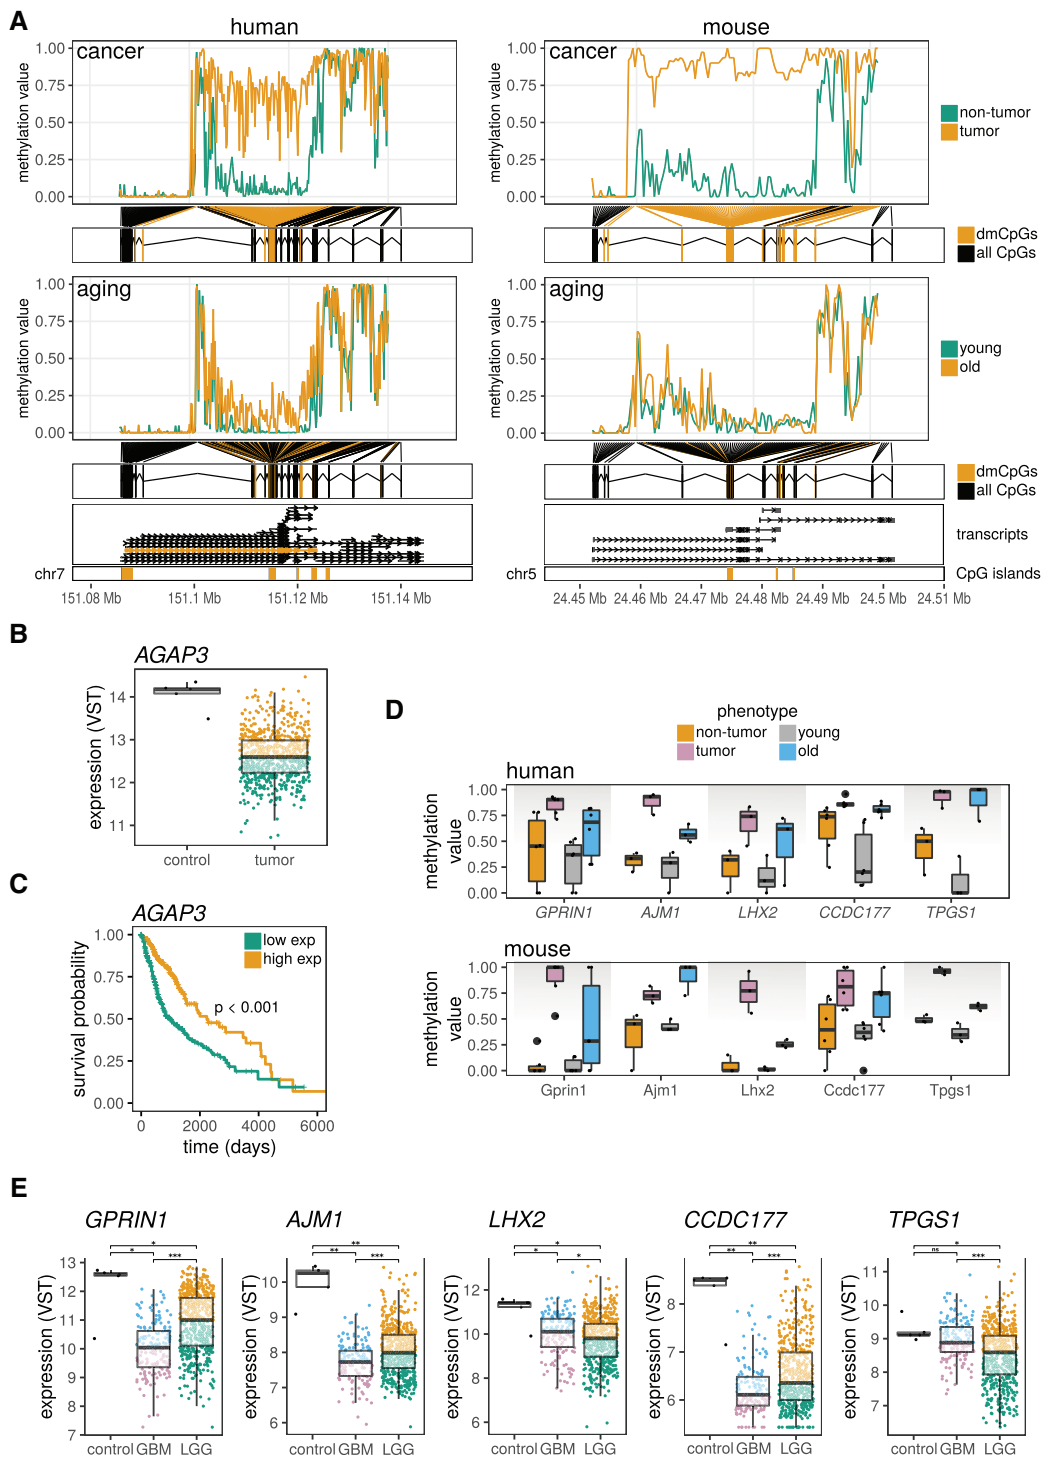 A
human
mouse
cancer
cancer
methylation value
1.00
0.75
0.50
0.25
0.00
methylation value
1.00
0.75
0.50
0.25
0.00
non-tumor
tumor
dmCpGs
all CpGs
aging
aging
methylation value
1.00
0.75
0.50
0.25
0.00
methylation value
1.00
0.75
0.50
0.25
0.00
young
old
dmCpGs
all CpGs
transcripts
chr7
chr5
CpG islands
151.08 Mb 151.1 Mb 151.12 Mb 151.14 Mb
24.45 Mb 24.46 Mb 24.47 Mb 24.48 Mb 24.49 Mb 24.5 Mb 24.51 Mb
B
AGAP3
expression (VST)
14
13
12
11
control tumor
C
AGAP3
survival probability
1.00
0.75
0.50
0.25
0.00
low exp
high exp
p < 0.001
0 2000 4000 6000
time (days)
D
phenotype
non-tumor
tumor
young
old
human
methylation
value
1.00
0.75
0.50
0.25
0.00
GPRIN1 AJM1 LHX2 CCDC177 TPGS1
mouse
methylation
value
1.00
0.75
0.50
0.25
0.00
Gprin1 Ajm1 Lhx2 Ccdc177 Tpgs1
E
GPRIN1
expression (VST)
13
12
11
10
9
8
7
*
*
***
control GBM LGG
AJM1
expression (VST)
10
9
8
7
6
**
**
***
control GBM LGG
LHX2
expression (VST)
12
10
8
6
*
*
*
control GBM LGG
CCDC177
expression (VST)
8
7
6
**
**
***
control GBM LGG
TPGS1
expression (VST)
11
10
9
8
7
*
ns
***
control GBM LGG